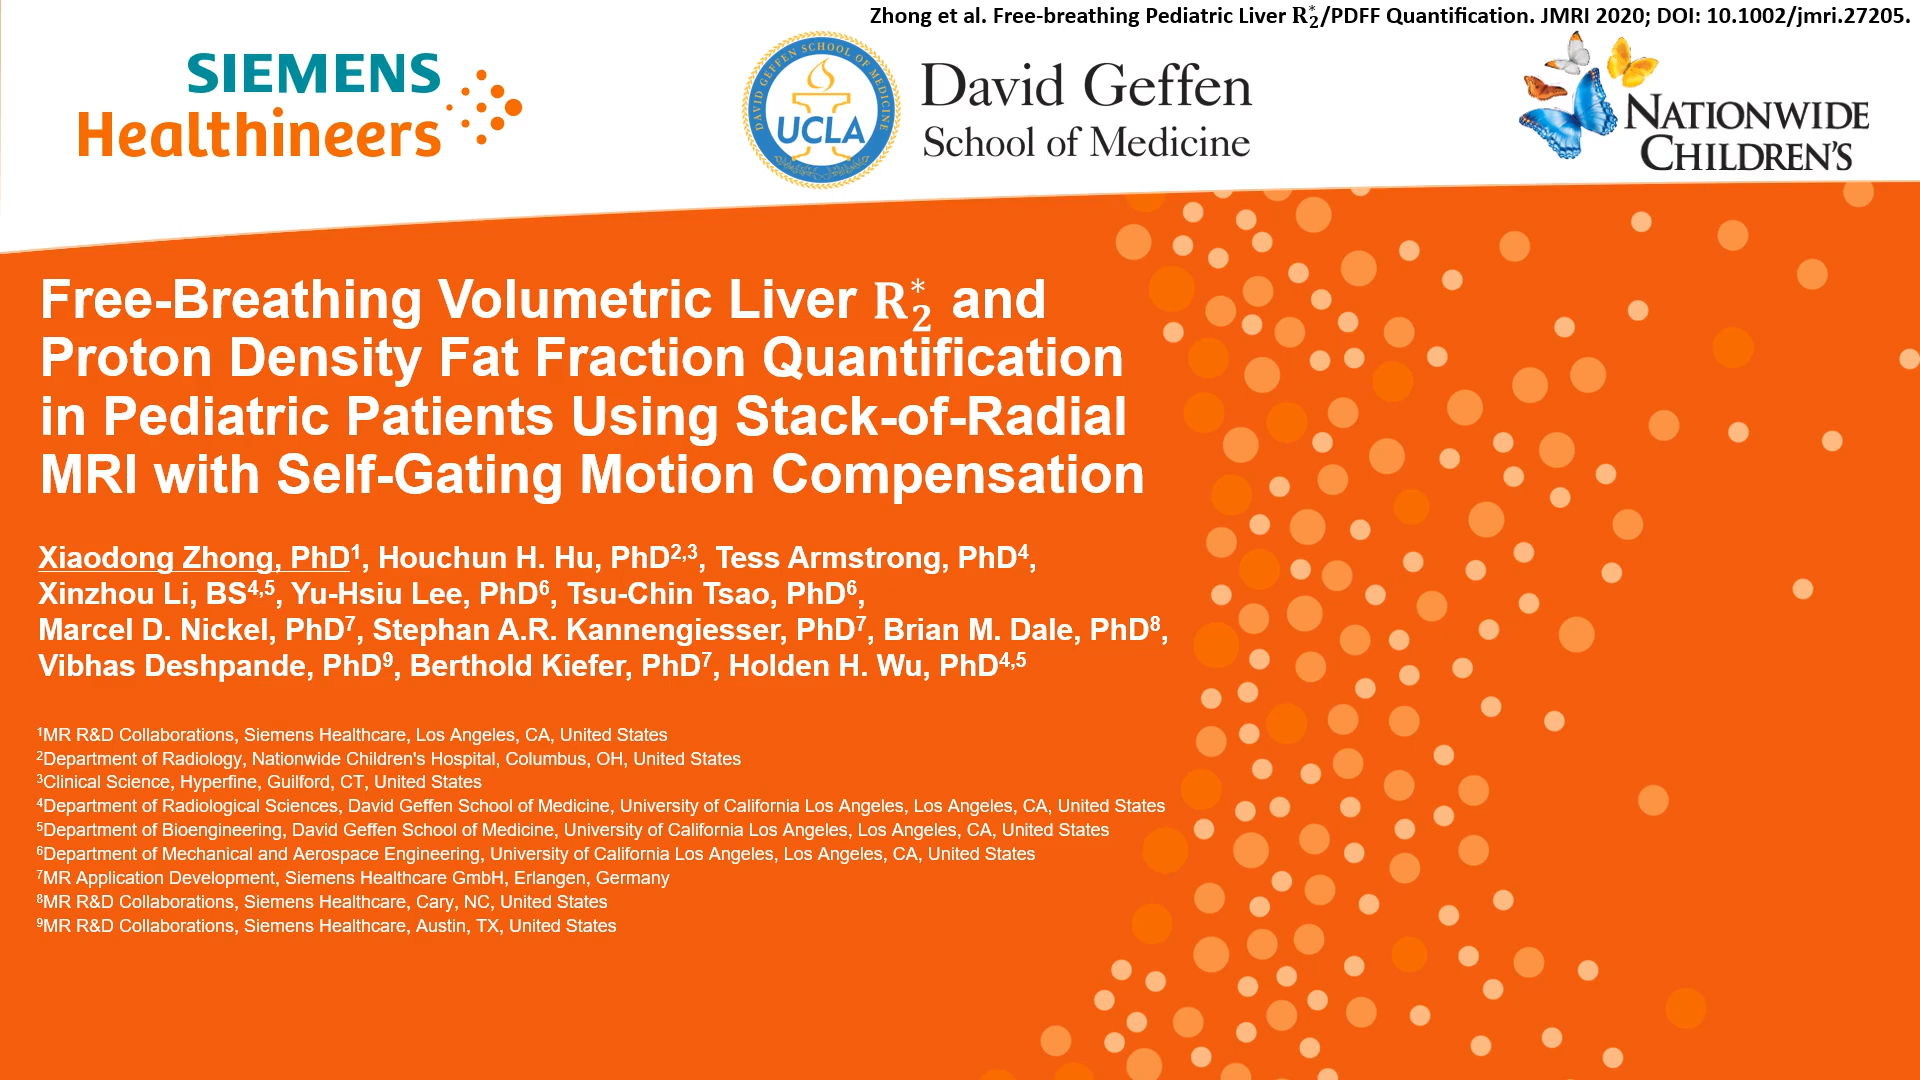 Zhong et al. Free-breathing Pediatric Liver R₂*/PDFF Quantification. JMRI 2020; DOI: 10.1002/jmri.27205.
SIEMENS
Healthineers
DAVID GEFFEN SCHOOL OF MEDICINE
UCLA
David Geffen
School of Medicine
NATIONWIDE
CHILDREN'S
Free-Breathing Volumetric Liver R₂* and
Proton Density Fat Fraction Quantification
in Pediatric Patients Using Stack-of-Radial
MRI with Self-Gating Motion Compensation
Xiaodong Zhong, PhD¹, Houchun H. Hu, PhD²,³, Tess Armstrong, PhD⁴,
Xinzhou Li, BS⁴,⁵, Yu-Hsiu Lee, PhD⁶, Tsu-Chin Tsao, PhD⁶,
Marcel D. Nickel, PhD⁷, Stephan A.R. Kannengiesser, PhD⁷, Brian M. Dale, PhD⁸,
Vibhas Deshpande, PhD⁹, Berthold Kiefer, PhD⁷, Holden H. Wu, PhD⁴,⁵
¹MR R&D Collaborations, Siemens Healthcare, Los Angeles, CA, United States
²Department of Radiology, Nationwide Children's Hospital, Columbus, OH, United States
³Clinical Science, Hyperfine, Guilford, CT, United States
⁴Department of Radiological Sciences, David Geffen School of Medicine, University of California Los Angeles, Los Angeles, CA, United States
⁵Department of Bioengineering, David Geffen School of Medicine, University of California Los Angeles, Los Angeles, CA, United States
⁶Department of Mechanical and Aerospace Engineering, University of California Los Angeles, Los Angeles, CA, United States
⁷MR Application Development, Siemens Healthcare GmbH, Erlangen, Germany
⁸MR R&D Collaborations, Siemens Healthcare, Cary, NC, United States
⁹MR R&D Collaborations, Siemens Healthcare, Austin, TX, United States